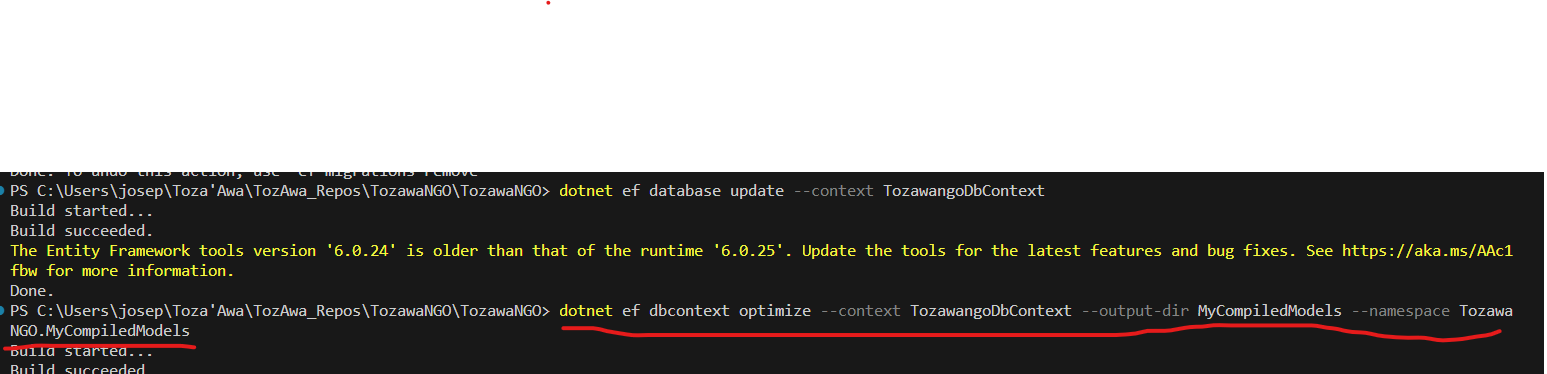 Done. To undo this action, use 'ef migrations remove'
PS C:\Users\josep\Toza'Awa\TozAwa_Repos\TozawaNGO\TozawaNGO> dotnet ef database update --context TozawangoDbContext
Build started...
Build succeeded.
The Entity Framework tools version '6.0.24' is older than that of the runtime '6.0.25'. Update the tools for the latest features and bug fixes. See https://aka.ms/AAc1
fbw for more information.
Done.
PS C:\Users\josep\Toza'Awa\TozAwa_Repos\TozawaNGO\TozawaNGO> dotnet ef dbcontext optimize --context TozawangoDbContext --output-dir MyCompiledModels --namespace Tozawa
NGO.MyCompiledModels
Build started...
Build succeeded